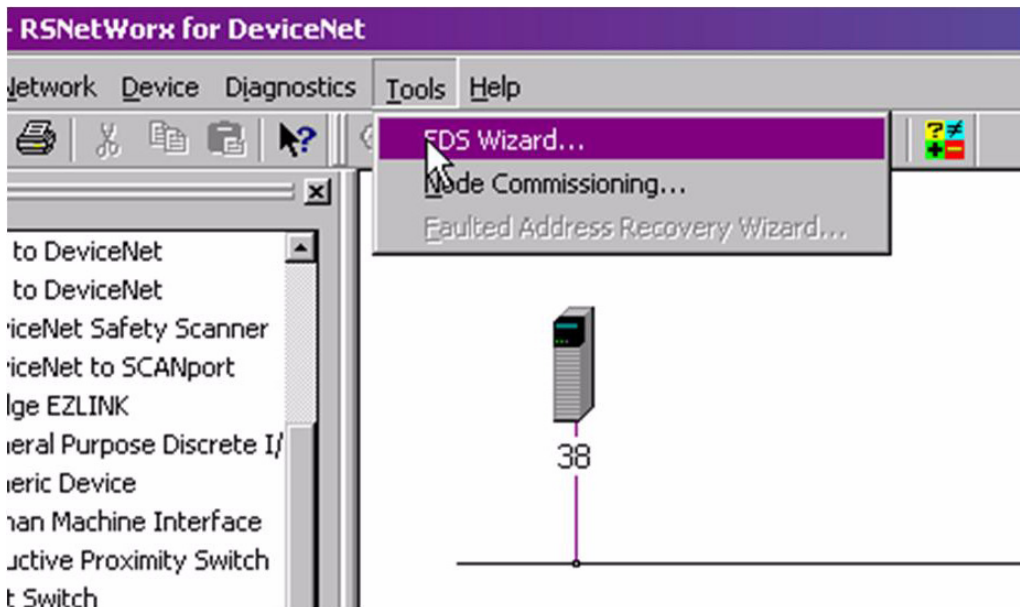 - RSNetWorx for DeviceNet
Network Device Diagnostics Tools Help
EDS Wizard...
Node Commissioning...
Faulted Address Recovery Wizard...
to DeviceNet
to DeviceNet
viceNet Safety Scanner
viceNet to SCANport
dge EZLINK
neral Purpose Discrete I/
neric Device
man Machine Interface
uctive Proximity Switch
t Switch
38